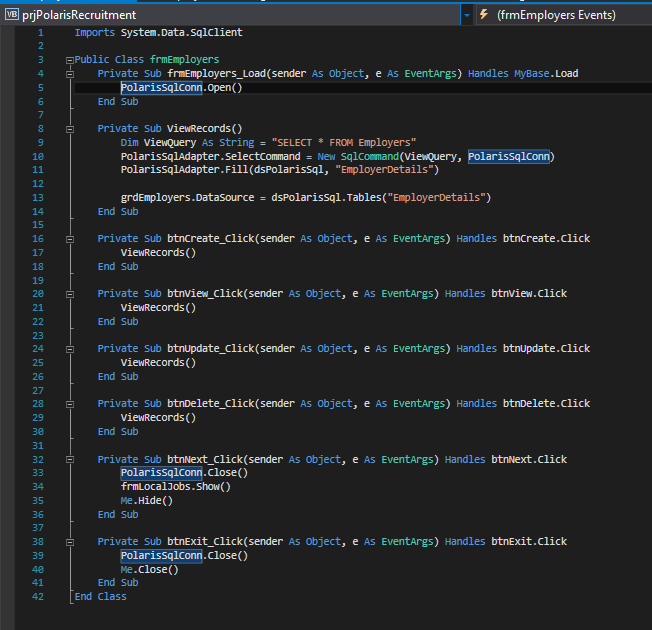 VB prjPolarisRecruitment (frmEmployers Events)
1 Imports System.Data.SqlClient
2
3 Public Class frmEmployers
4 Private Sub frmEmployers_Load(sender As Object, e As EventArgs) Handles MyBase.Load
5 PolarisSqlConn.Open()
6 End Sub
7
8 Private Sub ViewRecords()
9 Dim ViewQuery As String = "SELECT * FROM Employers"
10 PolarisSqlAdapter.SelectCommand = New SqlCommand(ViewQuery, PolarisSqlConn)
11 PolarisSqlAdapter.Fill(dsPolarisSql, "EmployerDetails")
12
13 grdEmployers.DataSource = dsPolarisSql.Tables("EmployerDetails")
14 End Sub
15
16 Private Sub btnCreate_Click(sender As Object, e As EventArgs) Handles btnCreate.Click
17 ViewRecords()
18 End Sub
19
20 Private Sub btnView_Click(sender As Object, e As EventArgs) Handles btnView.Click
21 ViewRecords()
22 End Sub
23
24 Private Sub btnUpdate_Click(sender As Object, e As EventArgs) Handles btnUpdate.Click
25 ViewRecords()
26 End Sub
27
28 Private Sub btnDelete_Click(sender As Object, e As EventArgs) Handles btnDelete.Click
29 ViewRecords()
30 End Sub
31
32 Private Sub btnNext_Click(sender As Object, e As EventArgs) Handles btnNext.Click
33 PolarisSqlConn.Close()
34 frmLocalJobs.Show()
35 Me.Hide()
36 End Sub
37
38 Private Sub btnExit_Click(sender As Object, e As EventArgs) Handles btnExit.Click
39 PolarisSqlConn.Close()
40 Me.Close()
41 End Sub
42 End Class